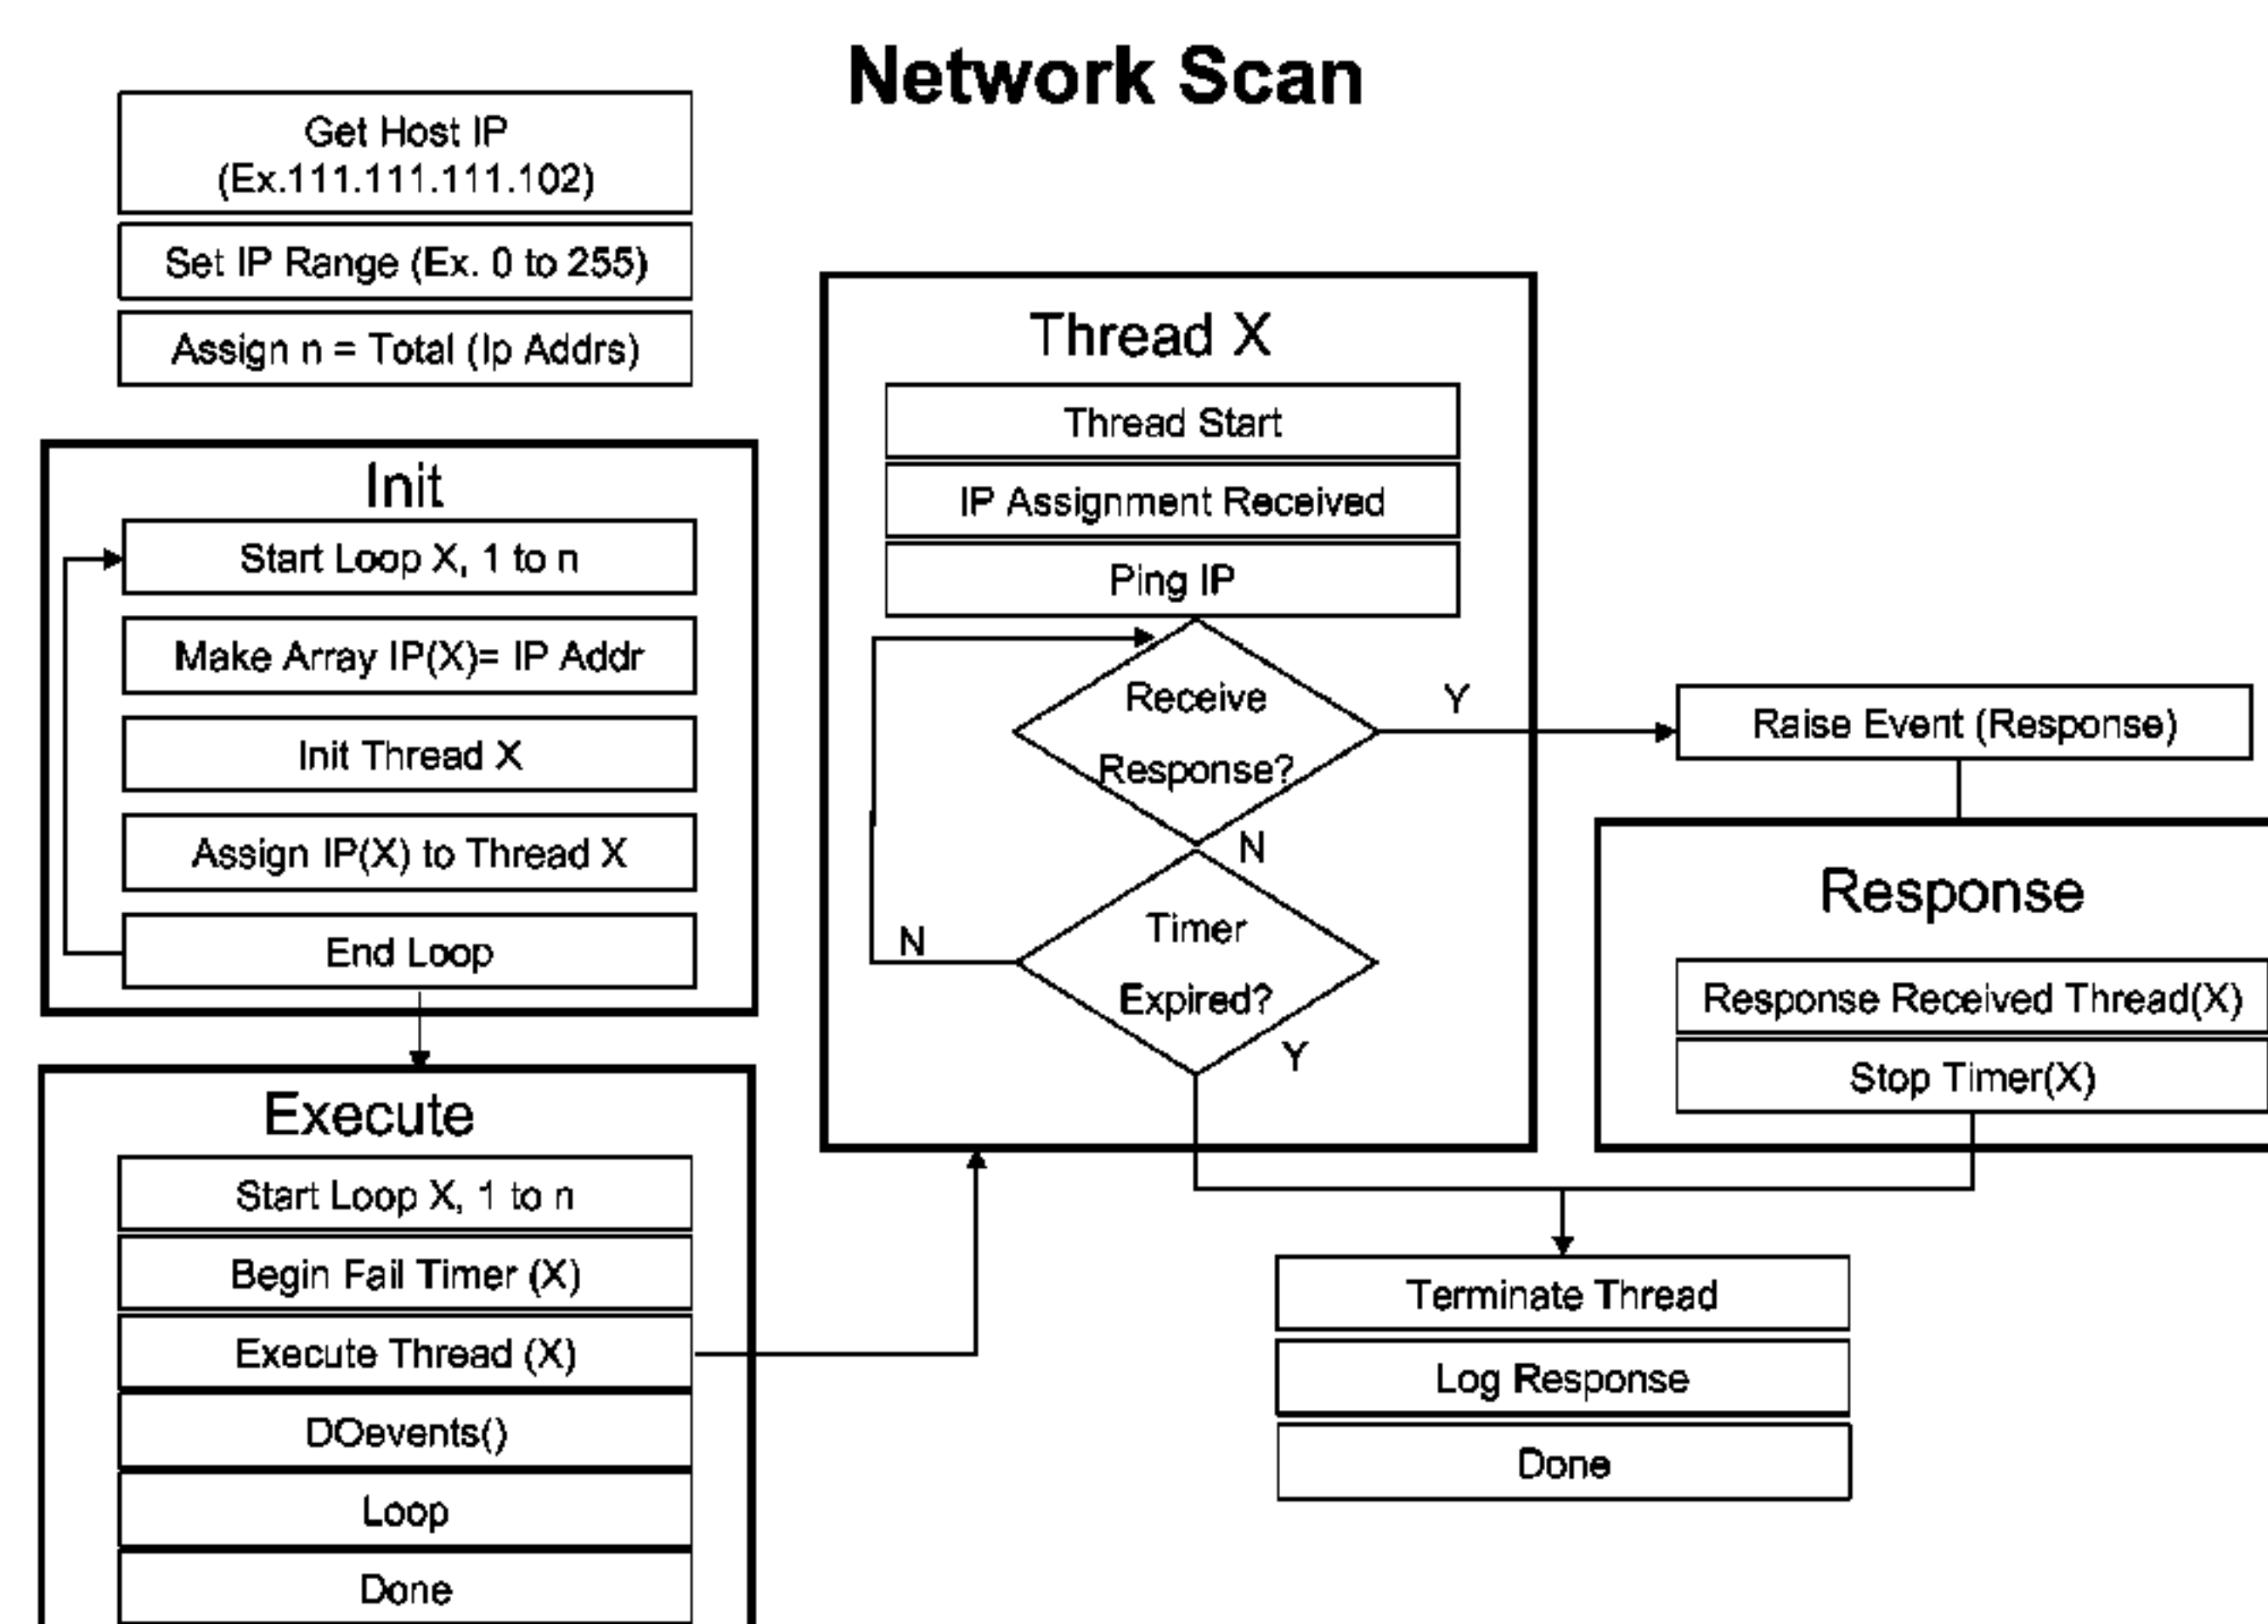 Network Scan
Get Host IP
(Ex.111.111.111.102)
Set IP Range (Ex. 0 to 255)
Assign n = Total (Ip Addrs)
Init
Start Loop X, 1 to n
Make Array IP(X)= IP Addr
Init Thread X
Assign IP(X) to Thread X
End Loop
Execute
Start Loop X, 1 to n
Begin Fail Timer (X)
Execute Thread (X)
DOevents()
Loop
Done
Thread X
Thread Start
IP Assignment Received
Ping IP
Receive
Response?
Y
N
Timer
Expired?
N
Y
Raise Event (Response)
Response
Response Received Thread(X)
Stop Timer(X)
Terminate Thread
Log Response
Done